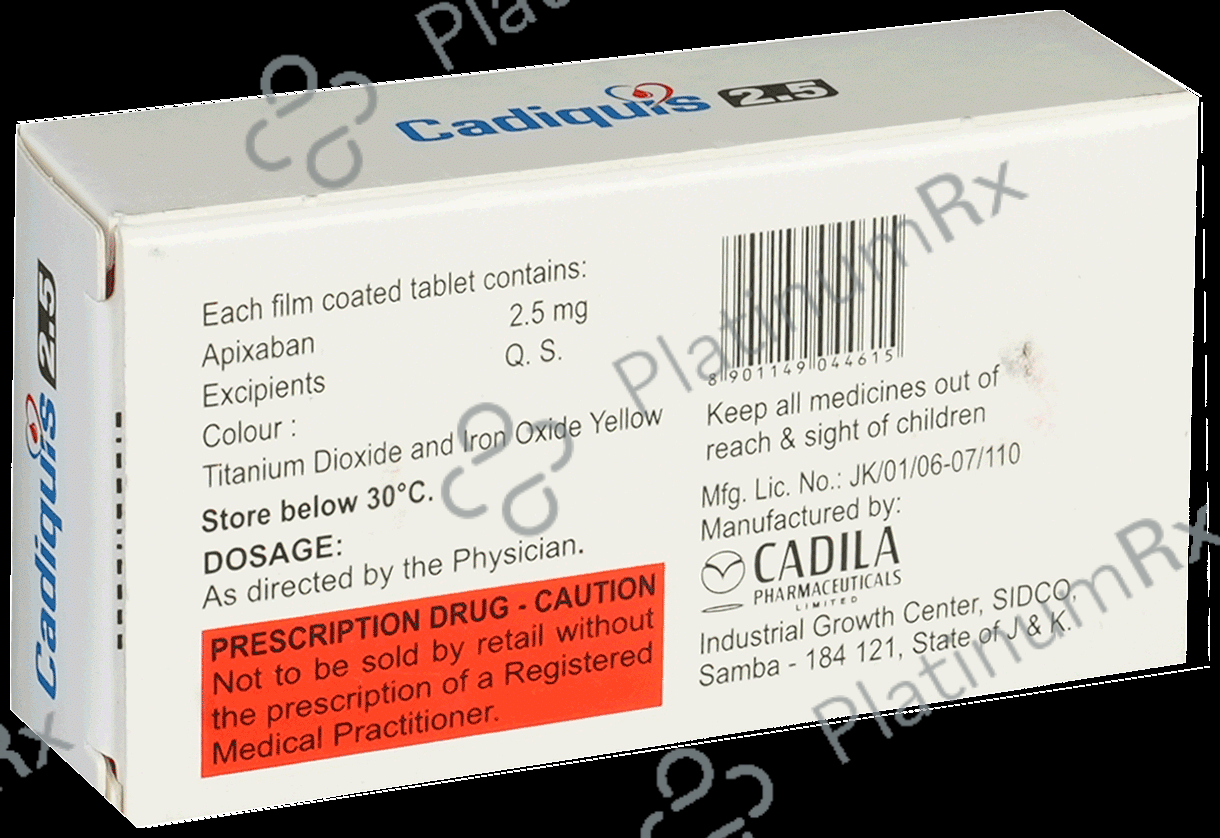 Cadiquis 2.5
Cadiquis 2.5
Each film coated tablet contains:
Apixaban 2.5 mg
Excipients Q. S.
Colour :
Titanium Dioxide and Iron Oxide Yellow
Store below 30°C.
DOSAGE:
As directed by the Physician.
PRESCRIPTION DRUG - CAUTION
Not to be sold by retail without
the prescription of a Registered
Medical Practitioner.
8 901149 044615
Keep all medicines out of
reach & sight of children
Mfg. Lic. No.: JK/01/06-07/110
Manufactured by:
CADILA
PHARMACEUTICALS
LIMITED
Industrial Growth Center, SIDCO,
Samba - 184 121, State of J & K.
PlatinumRx
PlatinumRx
Plat
Rx